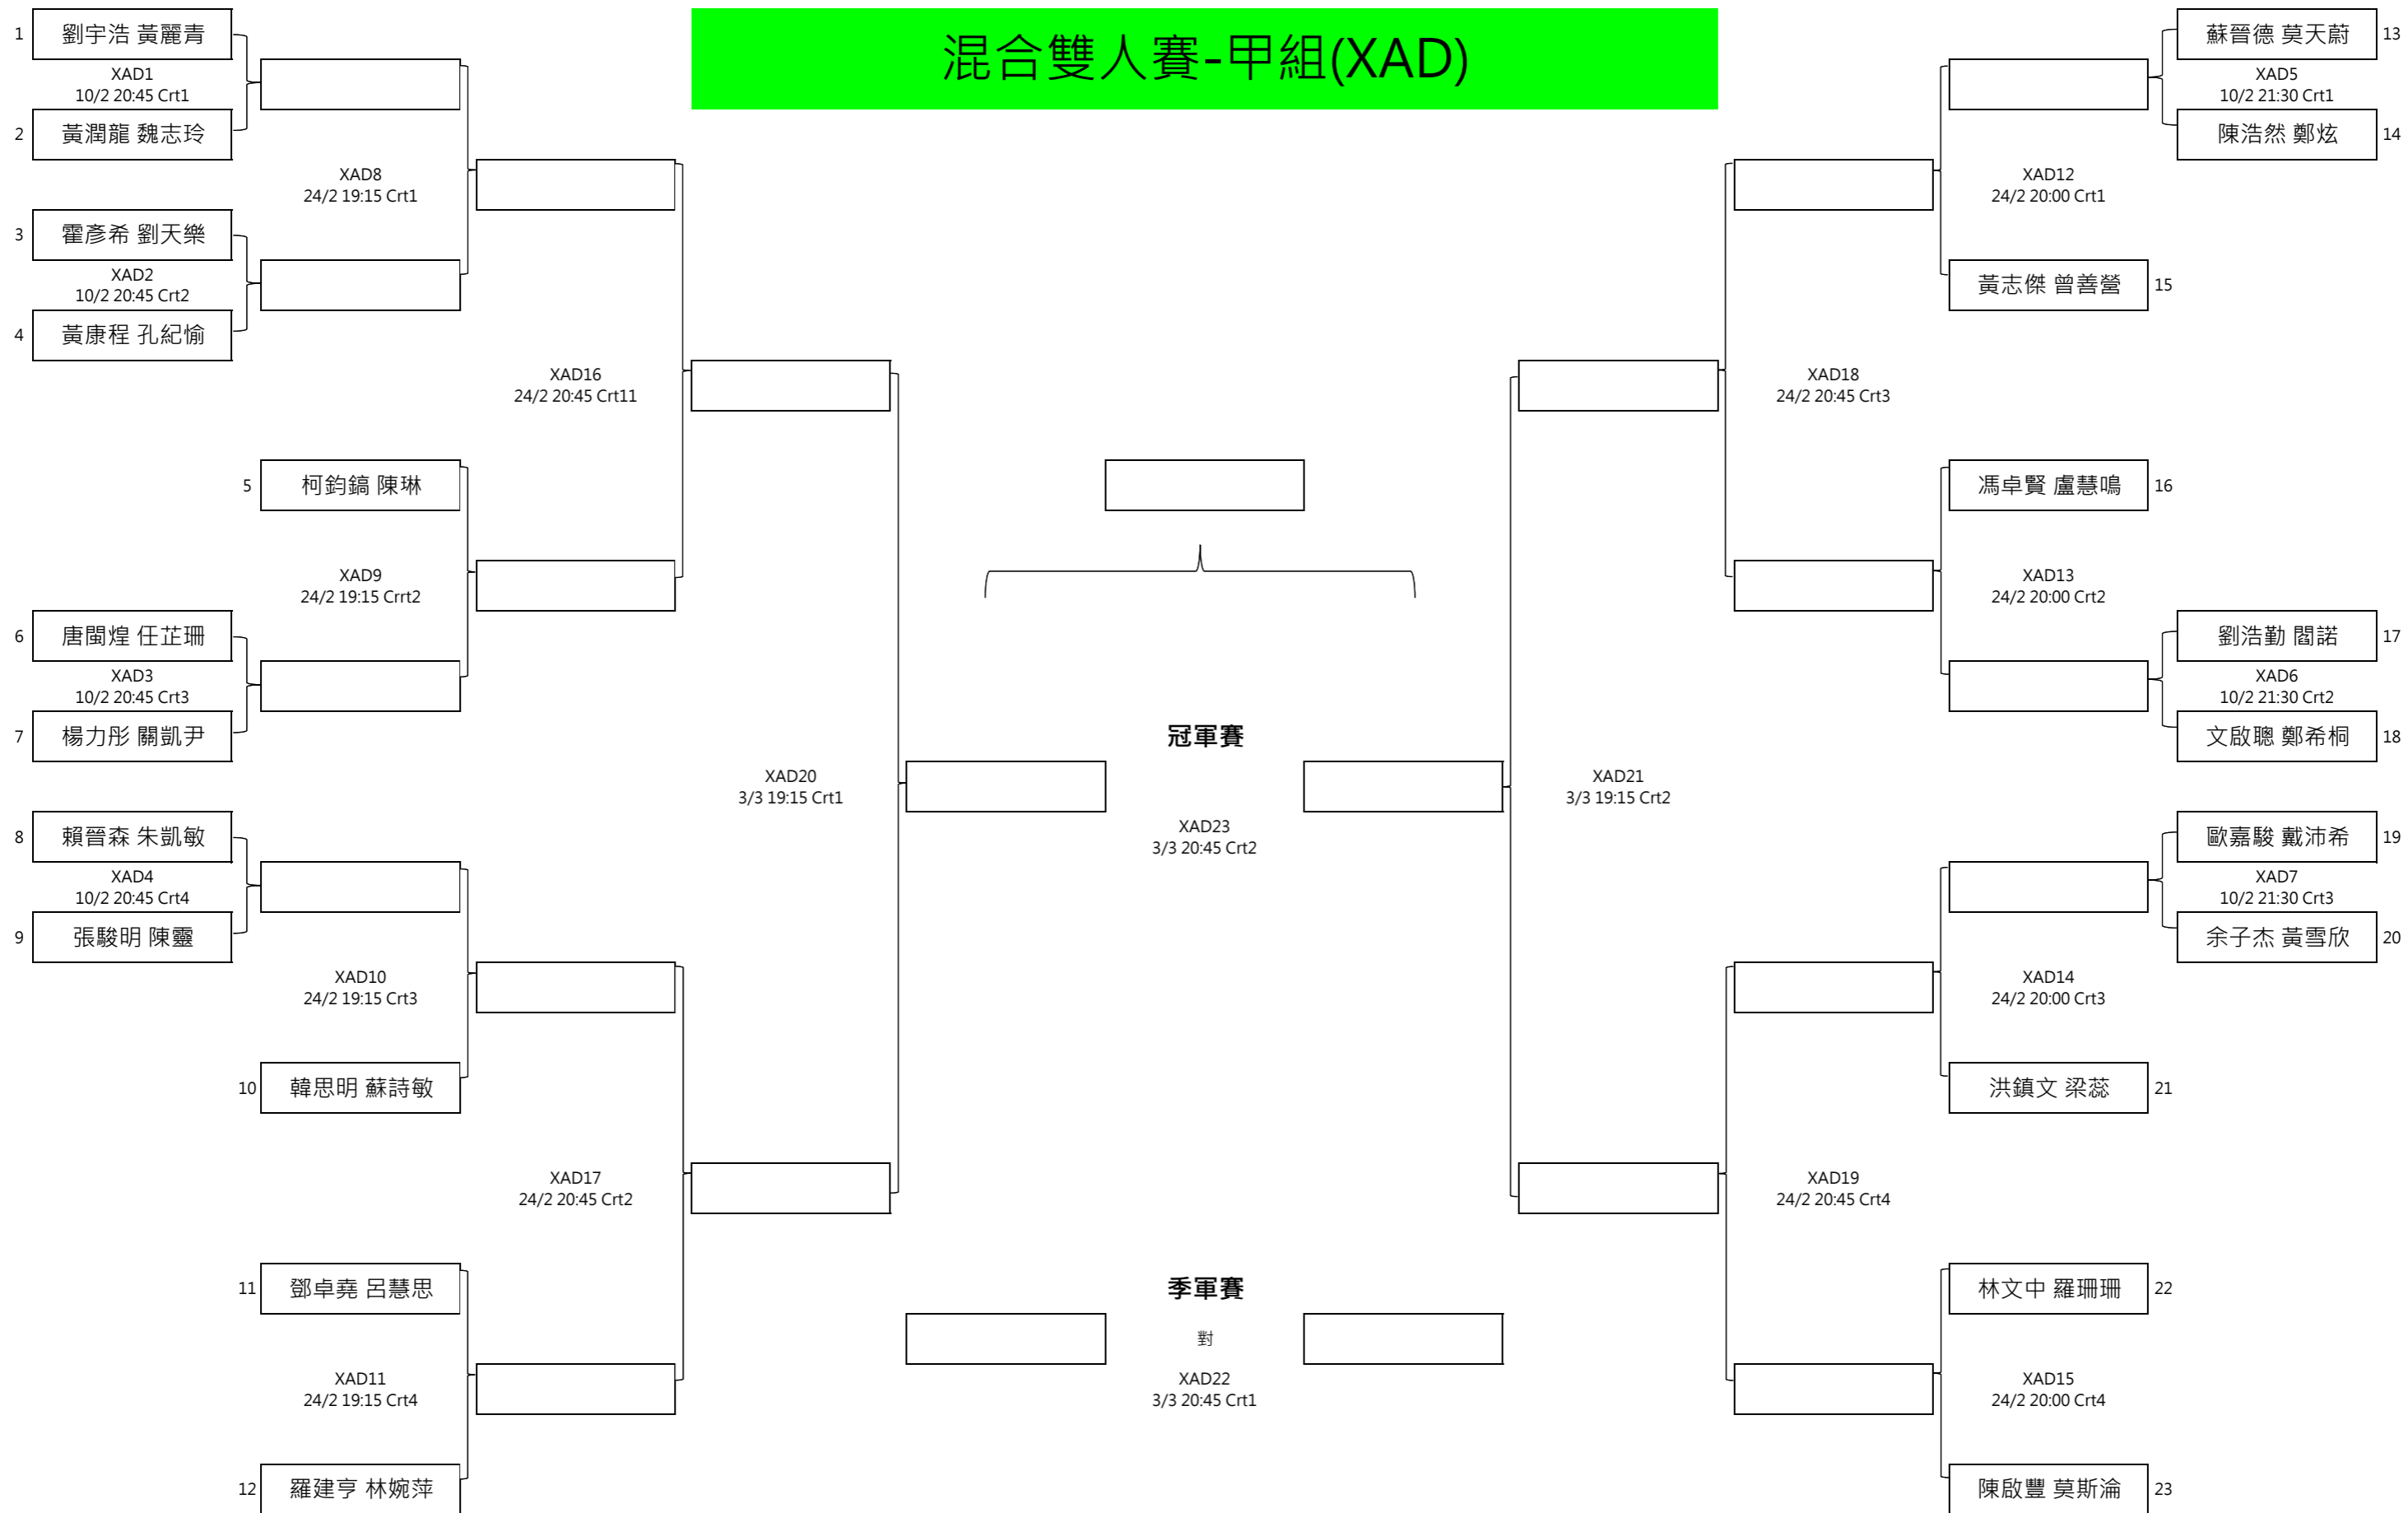 混合雙人賽-甲組(XAD)
1
劉宇浩 黃麗青
XAD1
10/2 20:45 Crt1
2
黃潤龍 魏志玲
XAD8
24/2 19:15 Crt1
3
霍彥希 劉天樂
XAD2
10/2 20:45 Crt2
4
黃康程 孔紀愉
XAD16
24/2 20:45 Crt11
5
柯鈞鎬 陳琳
XAD9
24/2 19:15 Crrt2
6
唐閩煌 任芷珊
XAD3
10/2 20:45 Crt3
7
楊力彤 關凱尹
XAD20
3/3 19:15 Crt1
8
賴晉森 朱凱敏
XAD4
10/2 20:45 Crt4
9
張駿明 陳靈
XAD10
24/2 19:15 Crt3
10
韓思明 蘇詩敏
XAD17
24/2 20:45 Crt2
11
鄧卓堯 呂慧思
XAD11
24/2 19:15 Crt4
12
羅建亨 林婉萍
冠軍賽
XAD23
3/3 20:45 Crt2
季軍賽
對
XAD22
3/3 20:45 Crt1
蘇晉德 莫天蔚
13
XAD5
10/2 21:30 Crt1
陳浩然 鄭炫
14
XAD12
24/2 20:00 Crt1
黃志傑 曾善營
15
XAD18
24/2 20:45 Crt3
馮卓賢 盧慧鳴
16
XAD13
24/2 20:00 Crt2
劉浩勤 閻諾
17
XAD6
10/2 21:30 Crt2
文啟聰 鄭希桐
18
XAD21
3/3 19:15 Crt2
歐嘉駿 戴沛希
19
XAD7
10/2 21:30 Crt3
余子杰 黃雪欣
20
XAD14
24/2 20:00 Crt3
洪鎮文 梁蕊
21
XAD19
24/2 20:45 Crt4
林文中 羅珊珊
22
XAD15
24/2 20:00 Crt4
陳啟豐 莫斯淪
23